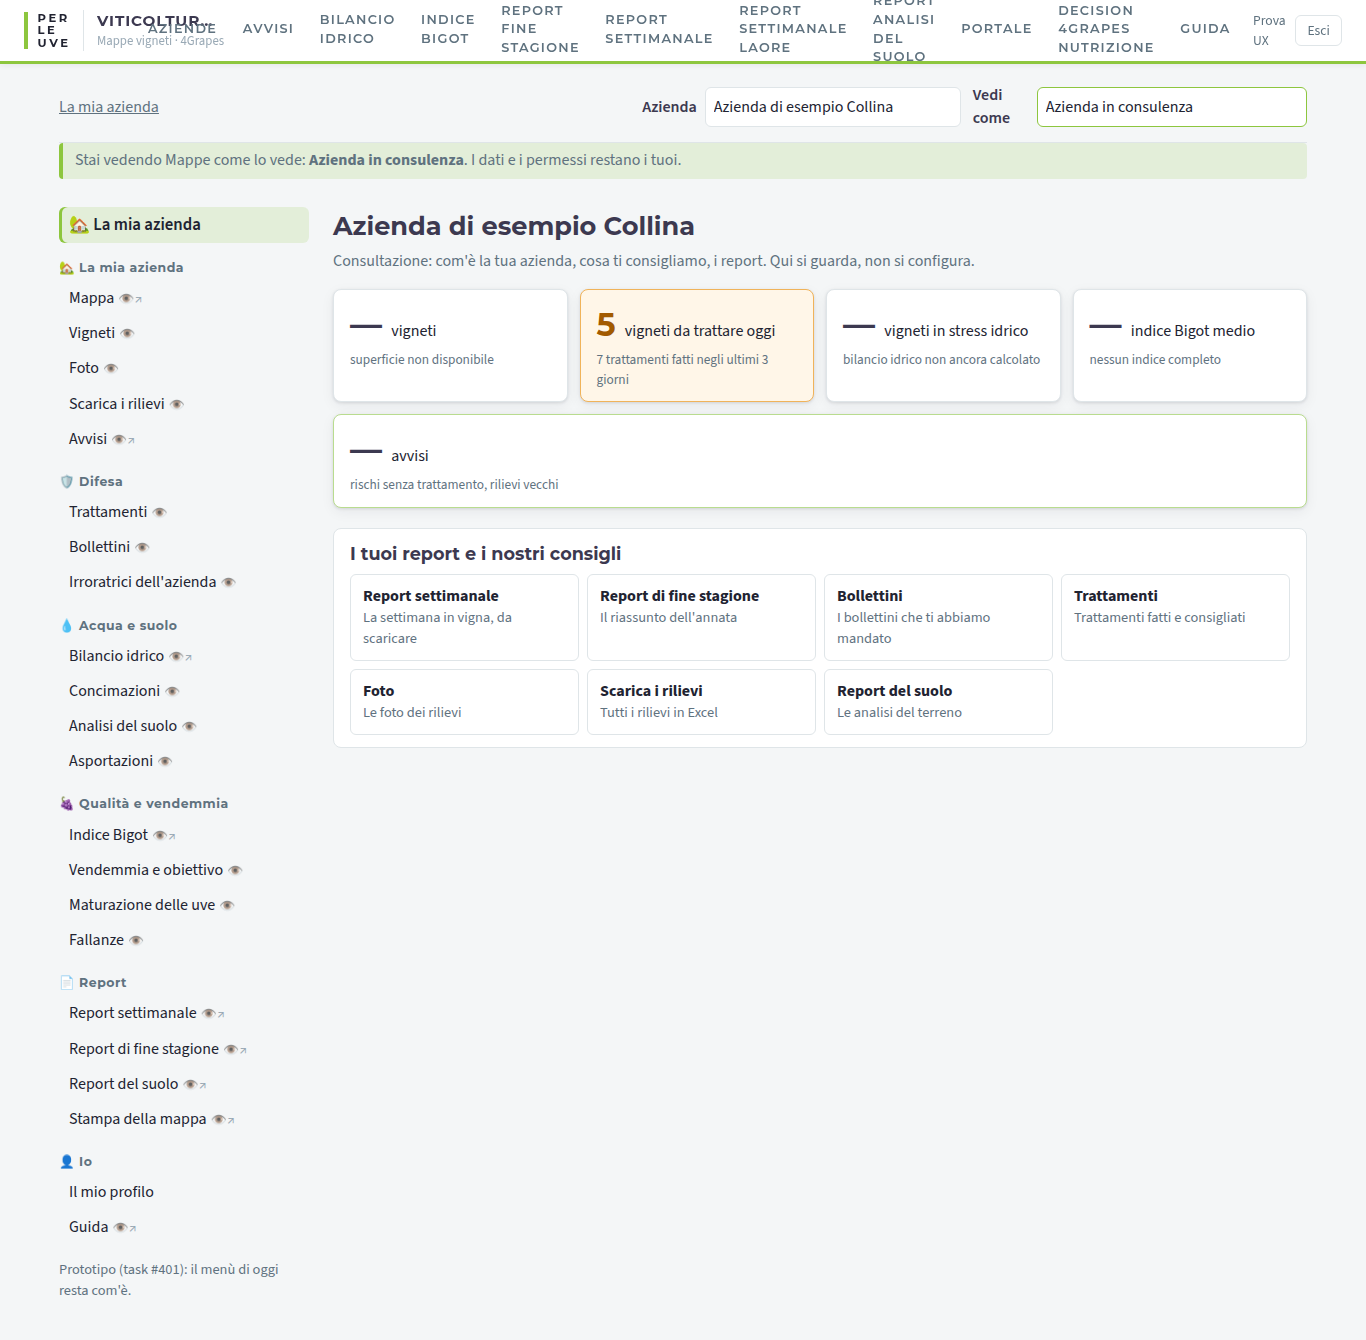 PER
LE
UVE
VITICOLTUR...
Mappe vigneti · 4Grapes
AZIENDE
AVVISI
BILANCIO
IDRICO
INDICE
BIGOT
REPORT
FINE
STAGIONE
REPORT
SETTIMANALE
REPORT
SETTIMANALE
LAORE
REPORT
ANALISI
DEL
SUOLO
PORTALE
DECISION
4GRAPES
NUTRIZIONE
GUIDA
Prova
UX
Esci
La mia azienda
Azienda
Azienda di esempio Collina
Vedi
come
Azienda in consulenza
Stai vedendo Mappe come lo vede: Azienda in consulenza. I dati e i permessi restano i tuoi.
La mia azienda
La mia azienda
Mappa
Vigneti
Foto
Scarica i rilievi
Avvisi
Difesa
Trattamenti
Bollettini
Irroratrici dell'azienda
Acqua e suolo
Bilancio idrico
Concimazioni
Analisi del suolo
Asportazioni
Qualità e vendemmia
Indice Bigot
Vendemmia e obiettivo
Maturazione delle uve
Fallanze
Report
Report settimanale
Report di fine stagione
Report del suolo
Stampa della mappa
Io
Il mio profilo
Guida
Prototipo (task #401): il menù di oggi
resta com'è.
Azienda di esempio Collina
Consultazione: com'è la tua azienda, cosa ti consigliamo, i report. Qui si guarda, non si configura.
— vigneti
superficie non disponibile
5 vigneti da trattare oggi
7 trattamenti fatti negli ultimi 3
giorni
— vigneti in stress idrico
bilancio idrico non ancora calcolato
— indice Bigot medio
nessun indice completo
— avvisi
rischi senza trattamento, rilievi vecchi
I tuoi report e i nostri consigli
Report settimanale
La settimana in vigna, da
scaricare
Report di fine stagione
Il riassunto dell'annata
Bollettini
I bollettini che ti abbiamo
mandato
Trattamenti
Trattamenti fatti e consigliati
Foto
Le foto dei rilievi
Scarica i rilievi
Tutti i rilievi in Excel
Report del suolo
Le analisi del terreno